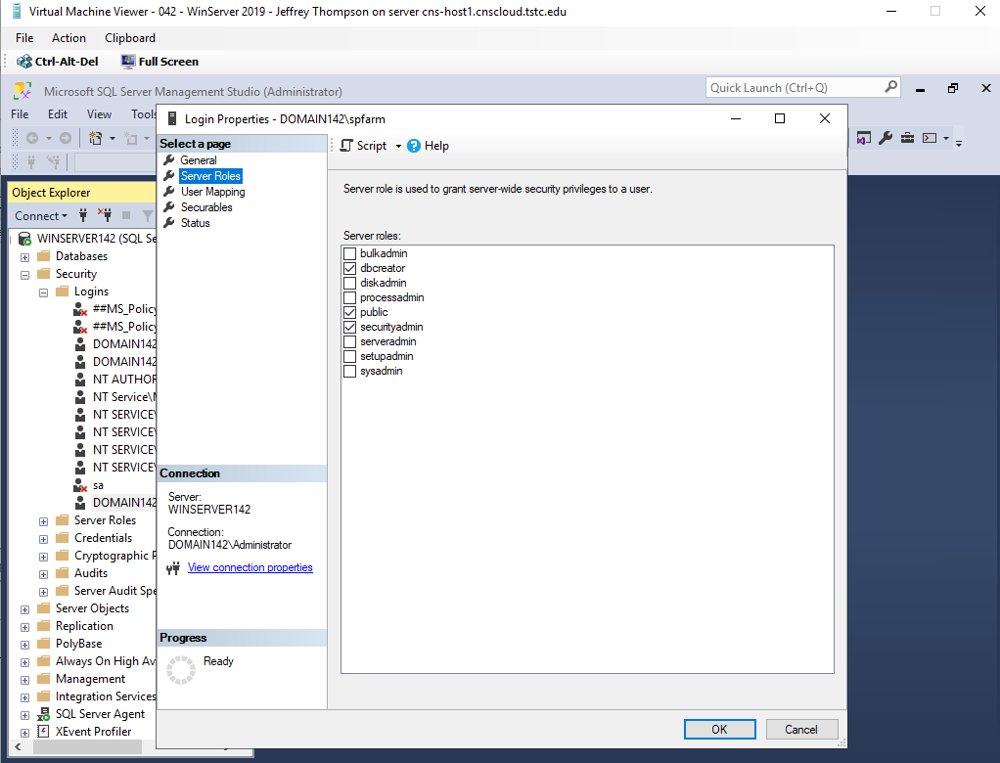 Virtual Machine Viewer - 042 - WinServer 2019 - Jeffrey Thompson on server cns-host1.cnscloud.tstc.edu
File Action Clipboard
Ctrl-Alt-Del Full Screen
Microsoft SQL Server Management Studio (Administrator)
Quick Launch (Ctrl+Q)
File Edit View Tools
Login Properties - DOMAIN142\spfarm
Select a page
General
Server Roles
User Mapping
Securables
Status
Script Help
Server role is used to grant server-wide security privileges to a user.
Server roles:
bulkadmin
dbcreator
diskadmin
processadmin
public
securityadmin
serveradmin
setupadmin
sysadmin
Connection
Server:
WINSERVER142
Connection:
DOMAIN142\Administrator
View connection properties
Progress
Ready
OK Cancel
Object Explorer
Connect
WINSERVER142 (SQL Se
Databases
Security
Logins
##MS_Policy
##MS_Policy
DOMAIN142
DOMAIN142
NT AUTHOR
NT Service\
NT SERVICE\
NT SERVICE\
NT SERVICE\
NT SERVICE\
sa
DOMAIN142
Server Roles
Credentials
Cryptographic P
Audits
Server Audit Spe
Server Objects
Replication
PolyBase
Always On High Av
Management
Integration Services
SQL Server Agent
XEvent Profiler